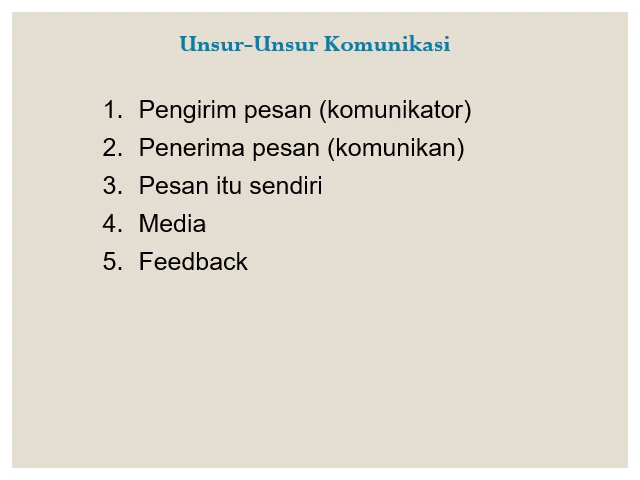 Unsur-Unsur Komunikasi
1. Pengirim pesan (komunikator)
2. Penerima pesan (komunikan)
3. Pesan itu sendiri
4. Media
5. Feedback